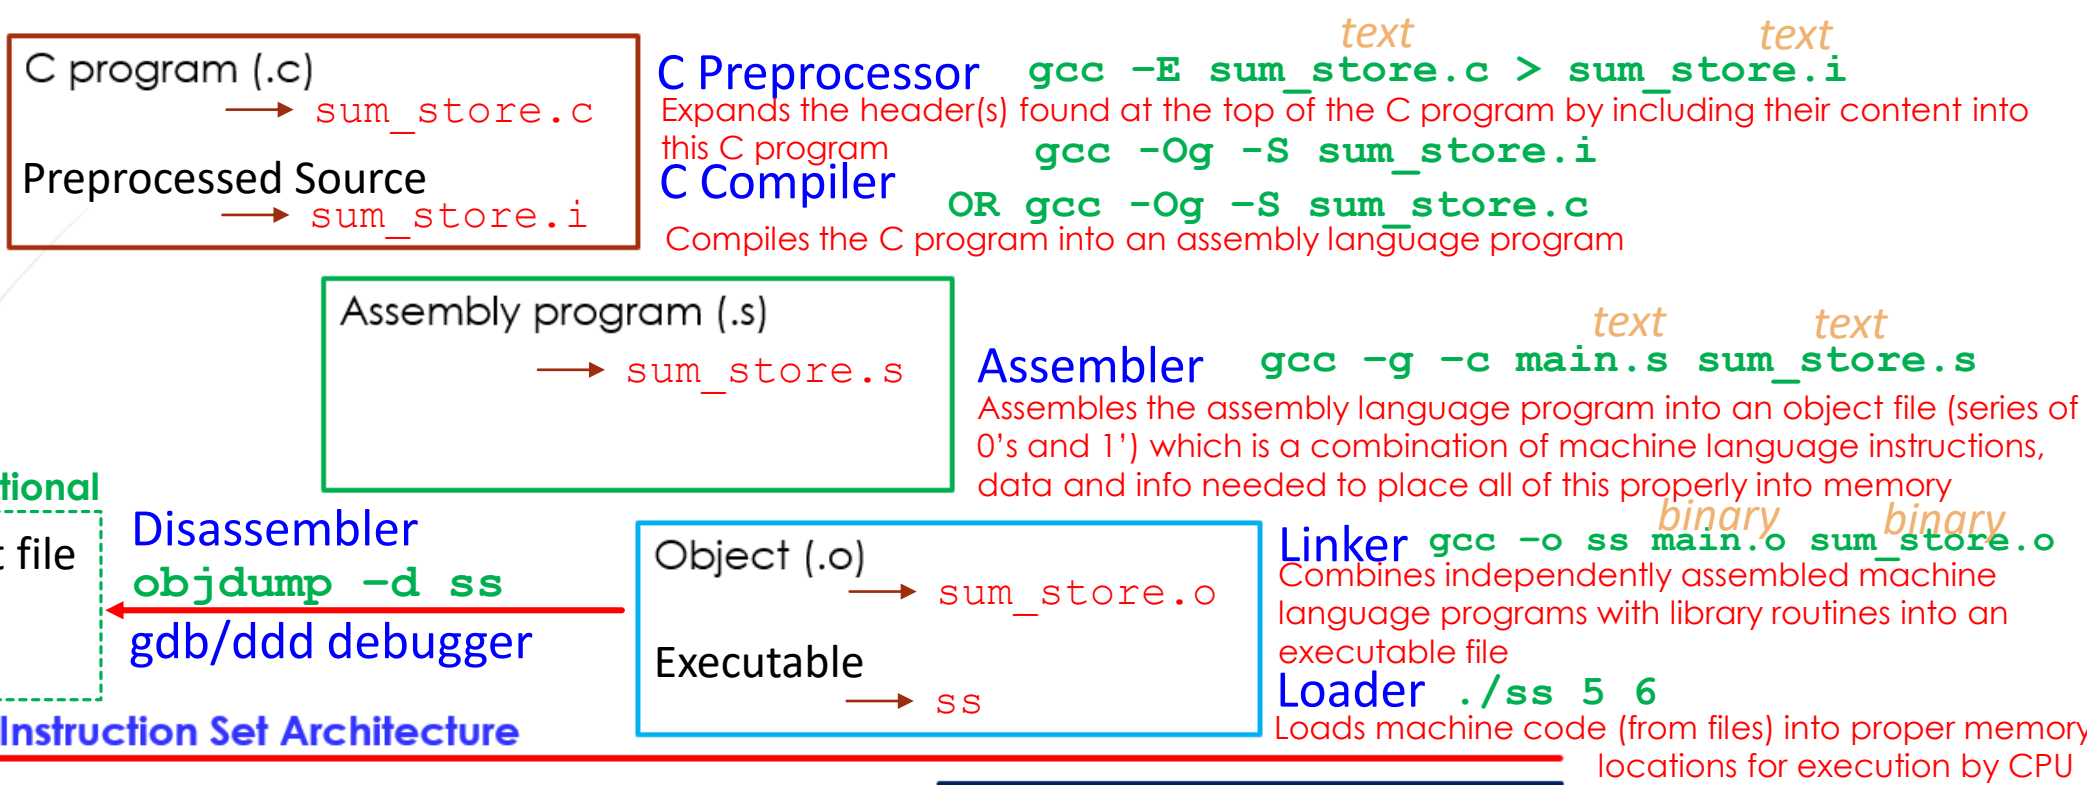 text text
C program (.c)
C Preprocessor gcc –E sum_store.c > sum_store.i
→ sum_store.c
Expands the header(s) found at the top of the C program by including their content into
this C program
gcc -Og -S sum_store.i
Preprocessed Source
C Compiler
→ sum_store.i
OR gcc -Og –S sum_store.c
Compiles the C program into an assembly language program
Assembly program (.s)
text text
→ sum_store.s
Assembler gcc –g –c main.s sum_store.s
Assembles the assembly language program into an object file (series of
0's and 1') which is a combination of machine language instructions,
data and info needed to place all of this properly into memory
tional
t file
Disassembler
objdump –d ss
gdb/ddd debugger
Object (.o)
→ sum_store.o
Executable
→ ss
binary binary
Linker gcc –o ss main.o sum_store.o
Combines independently assembled machine
language programs with library routines into an
executable file
Loader ./ss 5 6
Loads machine code (from files) into proper memory
locations for execution by CPU
Instruction Set Architecture